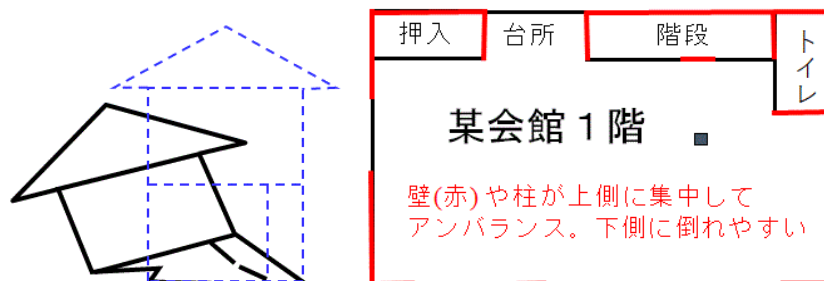 押入
台所
階段
トイレ
某会館１階
壁(赤)や柱が上側に集中して
アンバランス。下側に倒れやすい